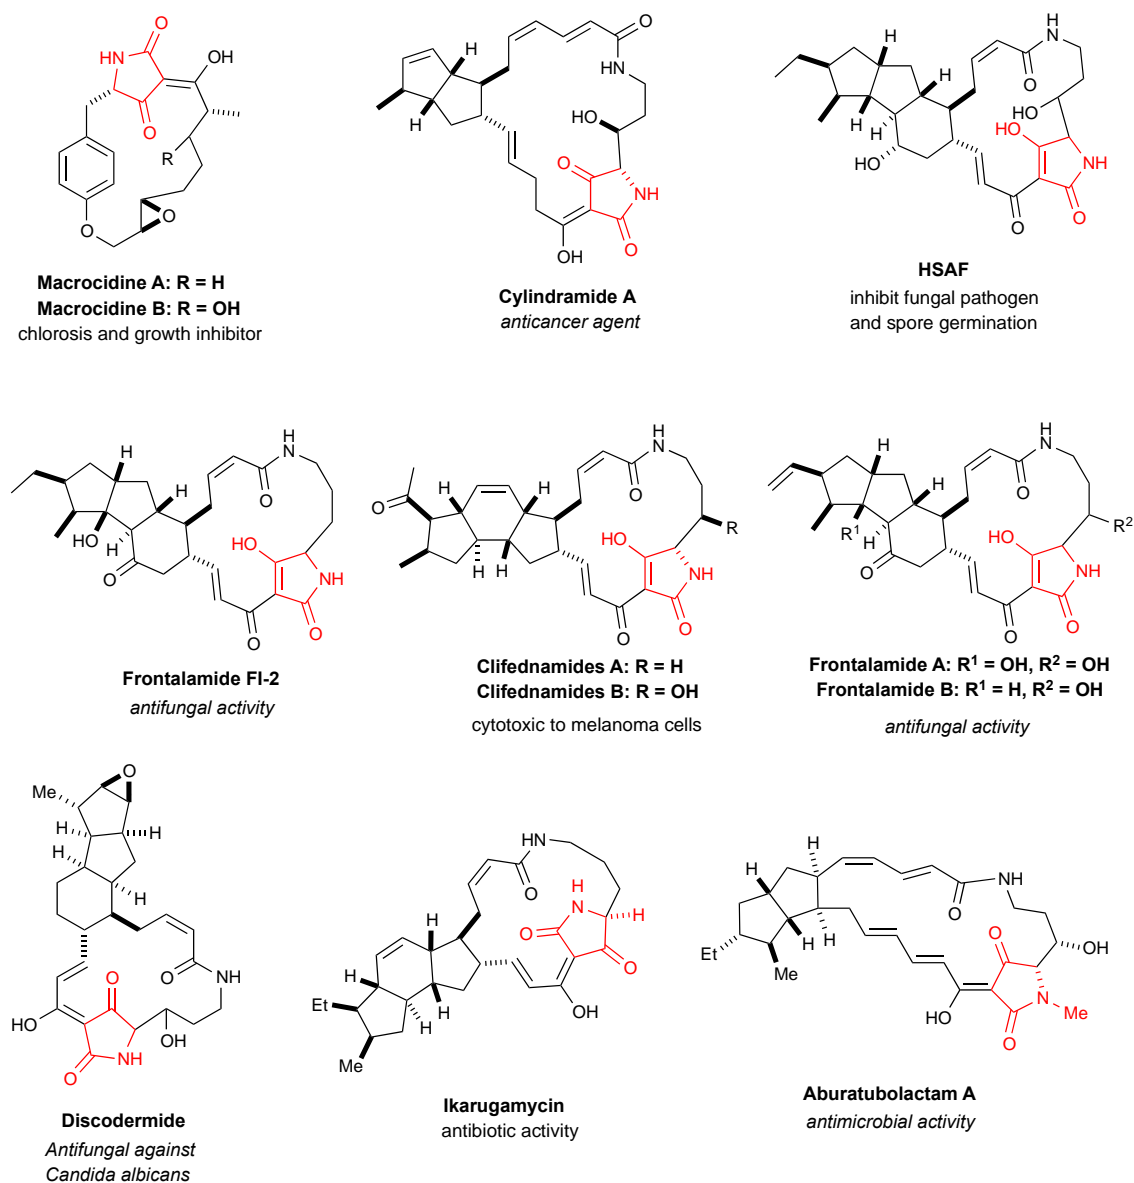 O
HN
OH
O
R
O
O
Macrocidine A: R = H
Macrocidine B: R = OH
chlorosis and growth inhibitor
O
HN
H
H
HO
O
NH
O
OH
Cylindramide A
anticancer agent
H
N
H
H
O
HO
H
H
HO
HO
NH
O
O
HSAF
inhibit fungal pathogen
and spore germination
H
N
H
H
O
HO
H
HO
O
NH
O
O
Frontalamide FI-2
antifungal activity
H
N
O
H
H
O
R
HO
H
H
NH
O
O
Clifednamides A: R = H
Clifednamides B: R = OH
cytotoxic to melanoma cells
H
N
H
H
O
R2
R1
H
HO
O
NH
O
O
Frontalamide A: R1 = OH, R2 = OH
Frontalamide B: R1 = H, R2 = OH
antifungal activity
O
Me
H
H
H
H
O
NH
O
HO
OH
O
NH
Discodermide
Antifungal against
Candida albicans
HN
O
H
N
H
H
O
O
Et
H
H
OH
Me
Ikarugamycin
antibiotic activity
H
H
NH
O
H
H
O
OH
Et
Me
N
Me
HO
O
Aburatubolactam A
antimicrobial activity